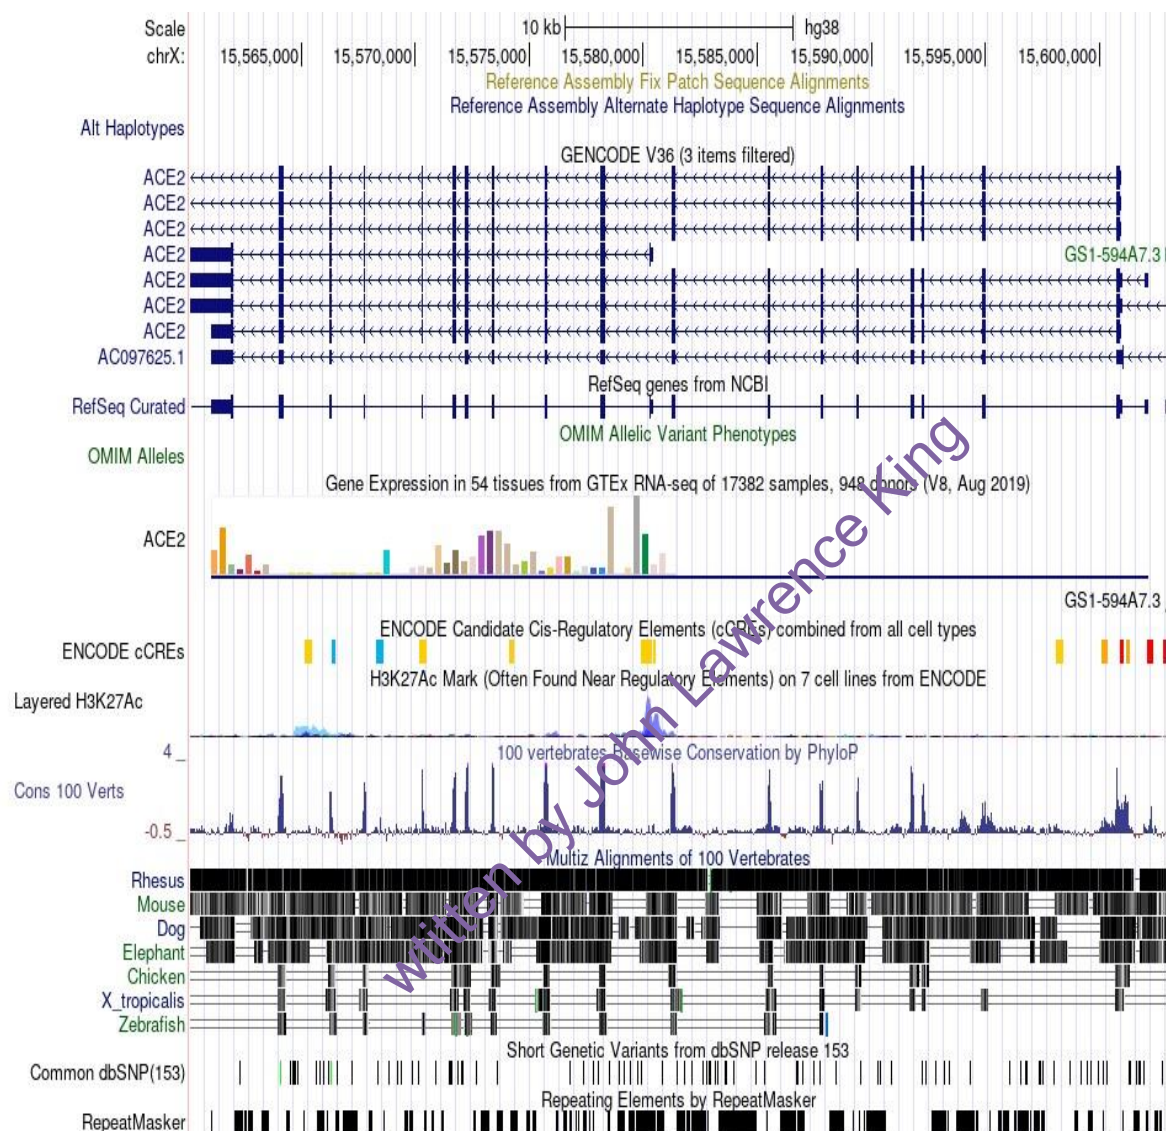 Scale 10 kb hg38
chrX: 15,565,000 15,570,000 15,575,000 15,580,000 15,585,000 15,590,000 15,595,000 15,600,000
Reference Assembly Fix Patch Sequence Alignments
Reference Assembly Alternate Haplotype Sequence Alignments
Alt Haplotypes
GENCODE V36 (3 items filtered)
ACE2
ACE2
ACE2
ACE2 GS1-594A7.3
ACE2
ACE2
ACE2
AC097625.1
RefSeq genes from NCBI
RefSeq Curated
OMIM Allelic Variant Phenotypes
OMIM Alleles
Gene Expression in 54 tissues from GTEx RNA-seq of 17382 samples, 948 donors (V8, Aug 2019)
ACE2
GS1-594A7.3
ENCODE Candidate Cis-Regulatory Elements (cCREs) combined from all cell types
ENCODE cCREs
H3K27Ac Mark (Often Found Near Regulatory Elements) on 7 cell lines from ENCODE
Layered H3K27Ac
4 _ 100 vertebrates Basewise Conservation by PhyloP
Cons 100 Verts
-0.5 _
Multiz Alignments of 100 Vertebrates
Rhesus
Mouse
Dog
Elephant
Chicken
X_tropicalis
Zebrafish
Short Genetic Variants from dbSNP release 153
Common dbSNP(153)
Repeating Elements by RepeatMasker
RepeatMasker
wtitten by John Lawrence King